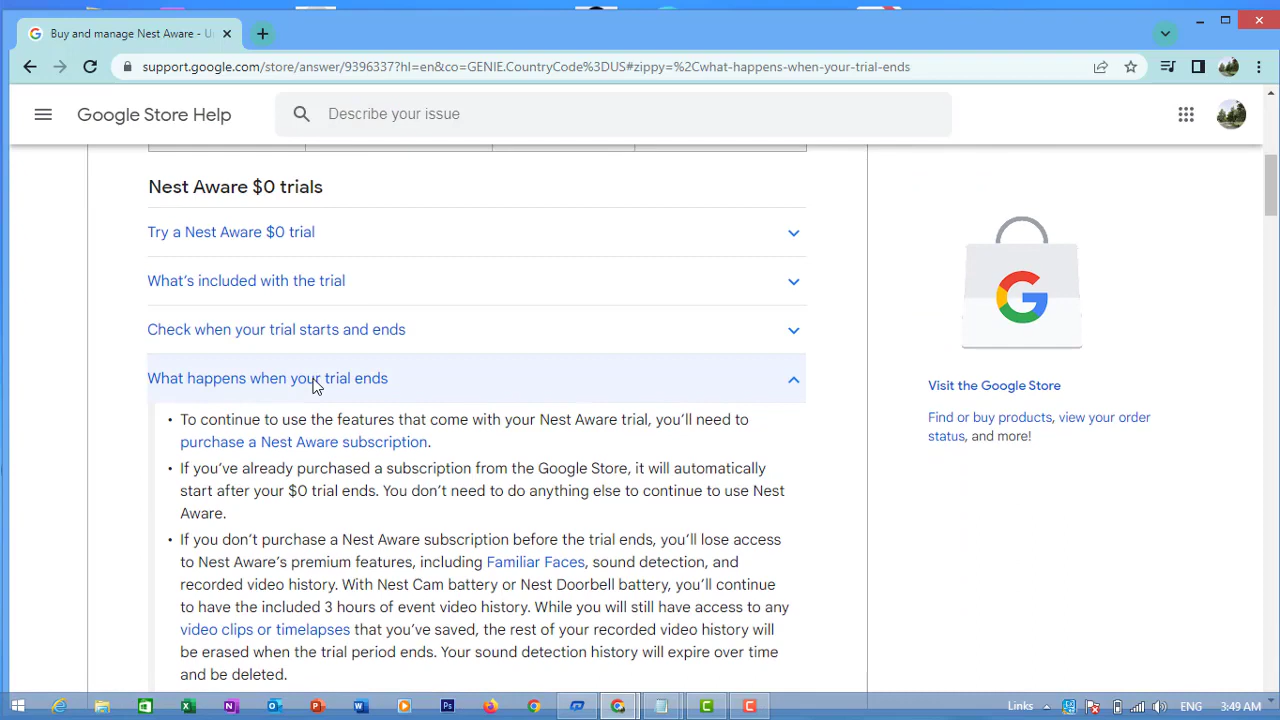 Buy and manage Nest Aware - U
support.google.com/store/answer/9396337?hl=en&co=GENIE.CountryCode%3DUS#zippy=%2Cwhat-happens-when-your-trial-ends
Google Store Help
Describe your issue
Nest Aware $0 trials
Try a Nest Aware $0 trial
What's included with the trial
Check when your trial starts and ends
What happens when your trial ends
• To continue to use the features that come with your Nest Aware trial, you'll need to
purchase a Nest Aware subscription.
• If you've already purchased a subscription from the Google Store, it will automatically
start after your $0 trial ends. You don't need to do anything else to continue to use Nest
Aware.
• If you don't purchase a Nest Aware subscription before the trial ends, you'll lose access
to Nest Aware's premium features, including Familiar Faces, sound detection, and
recorded video history. With Nest Cam battery or Nest Doorbell battery, you'll continue
to have the included 3 hours of event video history. While you will still have access to any
video clips or timelapses that you've saved, the rest of your recorded video history will
be erased when the trial period ends. Your sound detection history will expire over time
and be deleted.
Visit the Google Store
Find or buy products, view your order
status, and more!
Links
ENG
3:49 AM